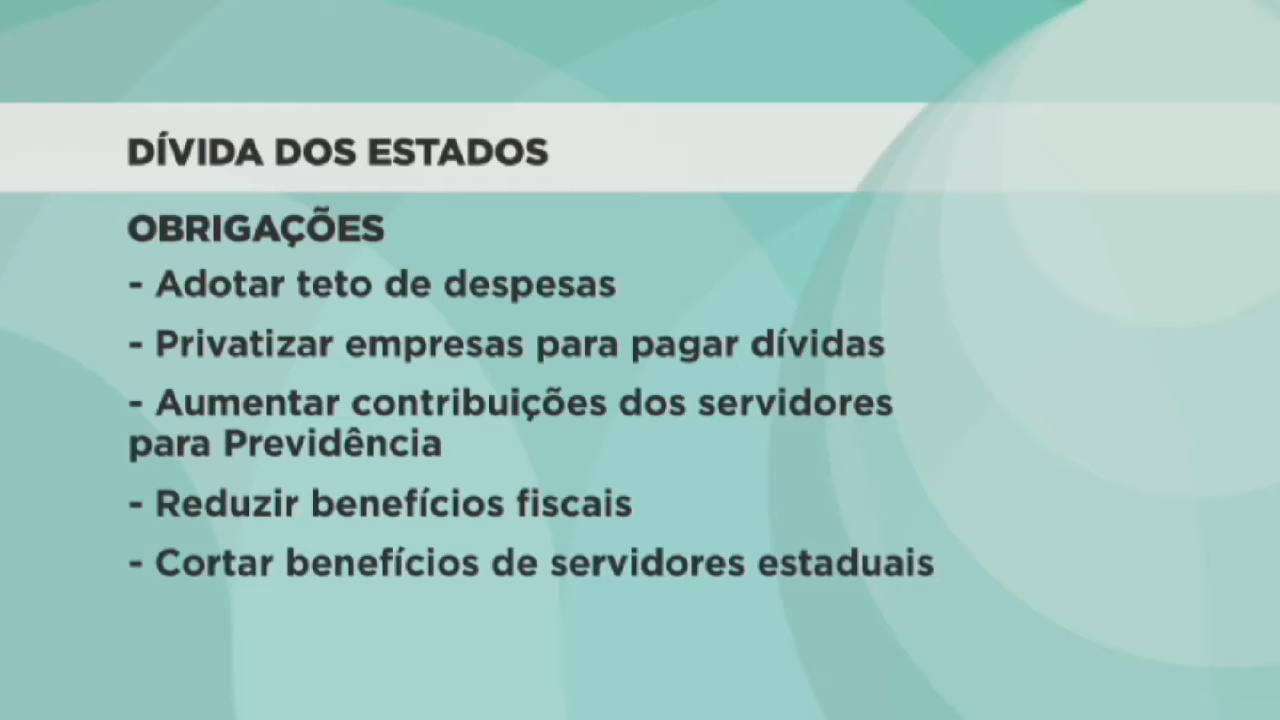 DÍVIDA DOS ESTADOS
OBRIGAÇÕES
- Adotar teto de despesas
- Privatizar empresas para pagar dívidas
- Aumentar contribuições dos servidores
para Previdência
- Reduzir benefícios fiscais
- Cortar benefícios de servidores estaduais